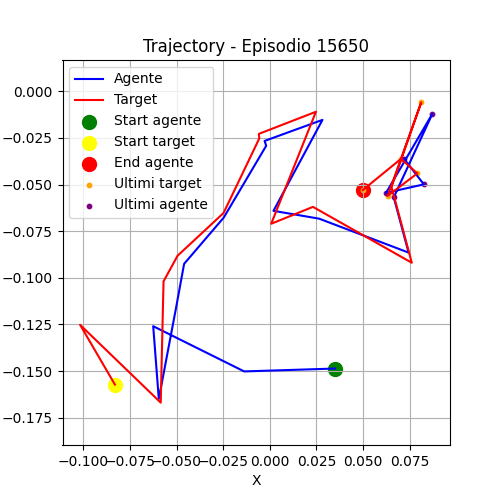 Trajectory - Episodio 15650
Agente
Target
Start agente
Start target
End agente
Ultimi target
Ultimi agente
0.000
−0.025
−0.050
−0.075
−0.100
−0.125
−0.150
−0.175
−0.100 −0.075 −0.050 −0.025 0.000 0.025 0.050 0.075
X